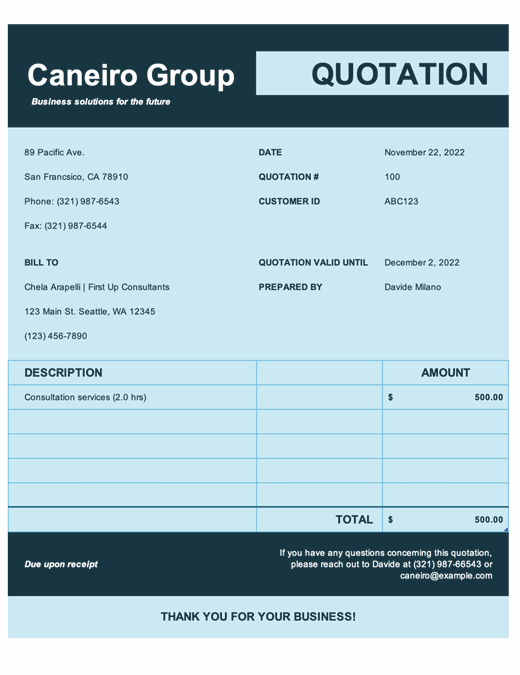 Caneiro Group
QUOTATION
Business solutions for the future
89 Pacific Ave.
DATE November 22, 2022
San Francsico, CA 78910
QUOTATION # 100
Phone: (321) 987-6543
CUSTOMER ID ABC123
Fax: (321) 987-6544
BILL TO
QUOTATION VALID UNTIL December 2, 2022
Chela Arapelli | First Up Consultants
PREPARED BY Davide Milano
123 Main St. Seattle, WA 12345
(123) 456-7890
DESCRIPTION AMOUNT
Consultation services (2.0 hrs) $ 500.00
TOTAL $ 500.00
Due upon receipt
If you have any questions concerning this quotation,
please reach out to Davide at (321) 987-66543 or
caneiro@example.com
THANK YOU FOR YOUR BUSINESS!